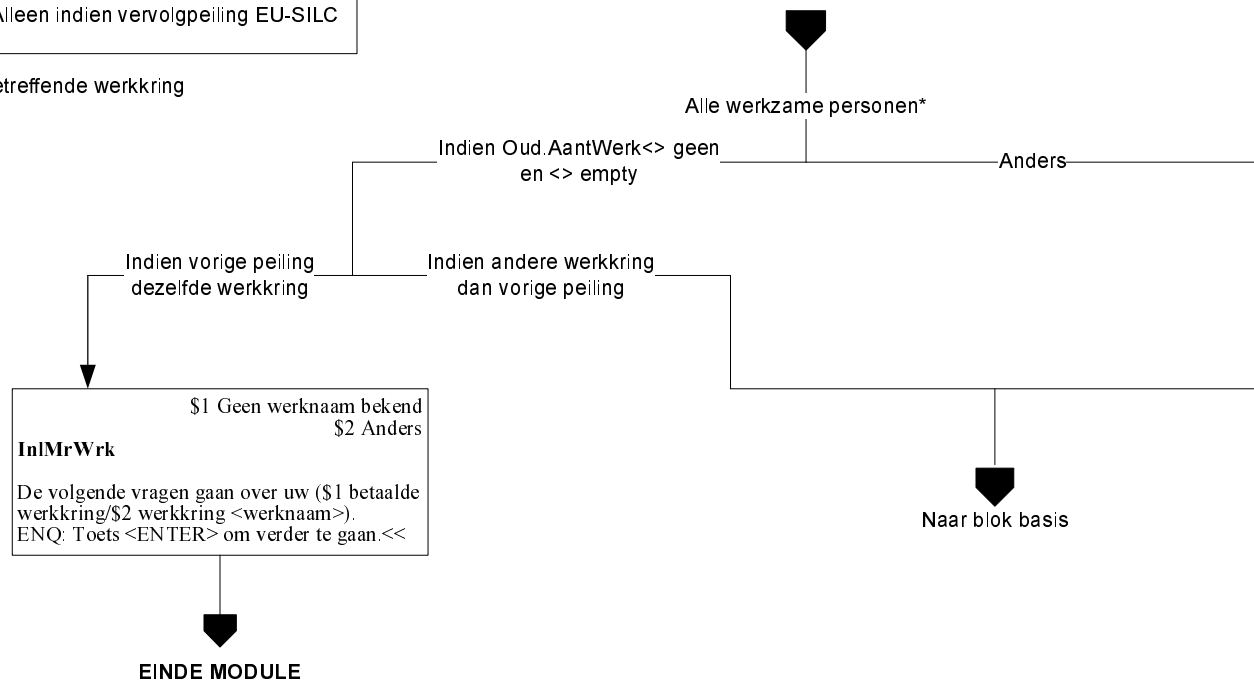 Alleen indien vervolgpeiling EU-SILC
etreffende werkkring
Alle werkzame personen*
Indien Oud.AantWerk<> geen
en <> empty
Anders
Indien vorige peiling
dezelfde werkkring
Indien andere werkkring
dan vorige peiling
$1 Geen werknaam bekend
$2 Anders
InlMrWrk
De volgende vragen gaan over uw ($1 betaalde
werkkring/$2 werkkring <werknaam>).
ENQ: Toets <ENTER> om verder te gaan.<<
Naar blok basis
EINDE MODULE